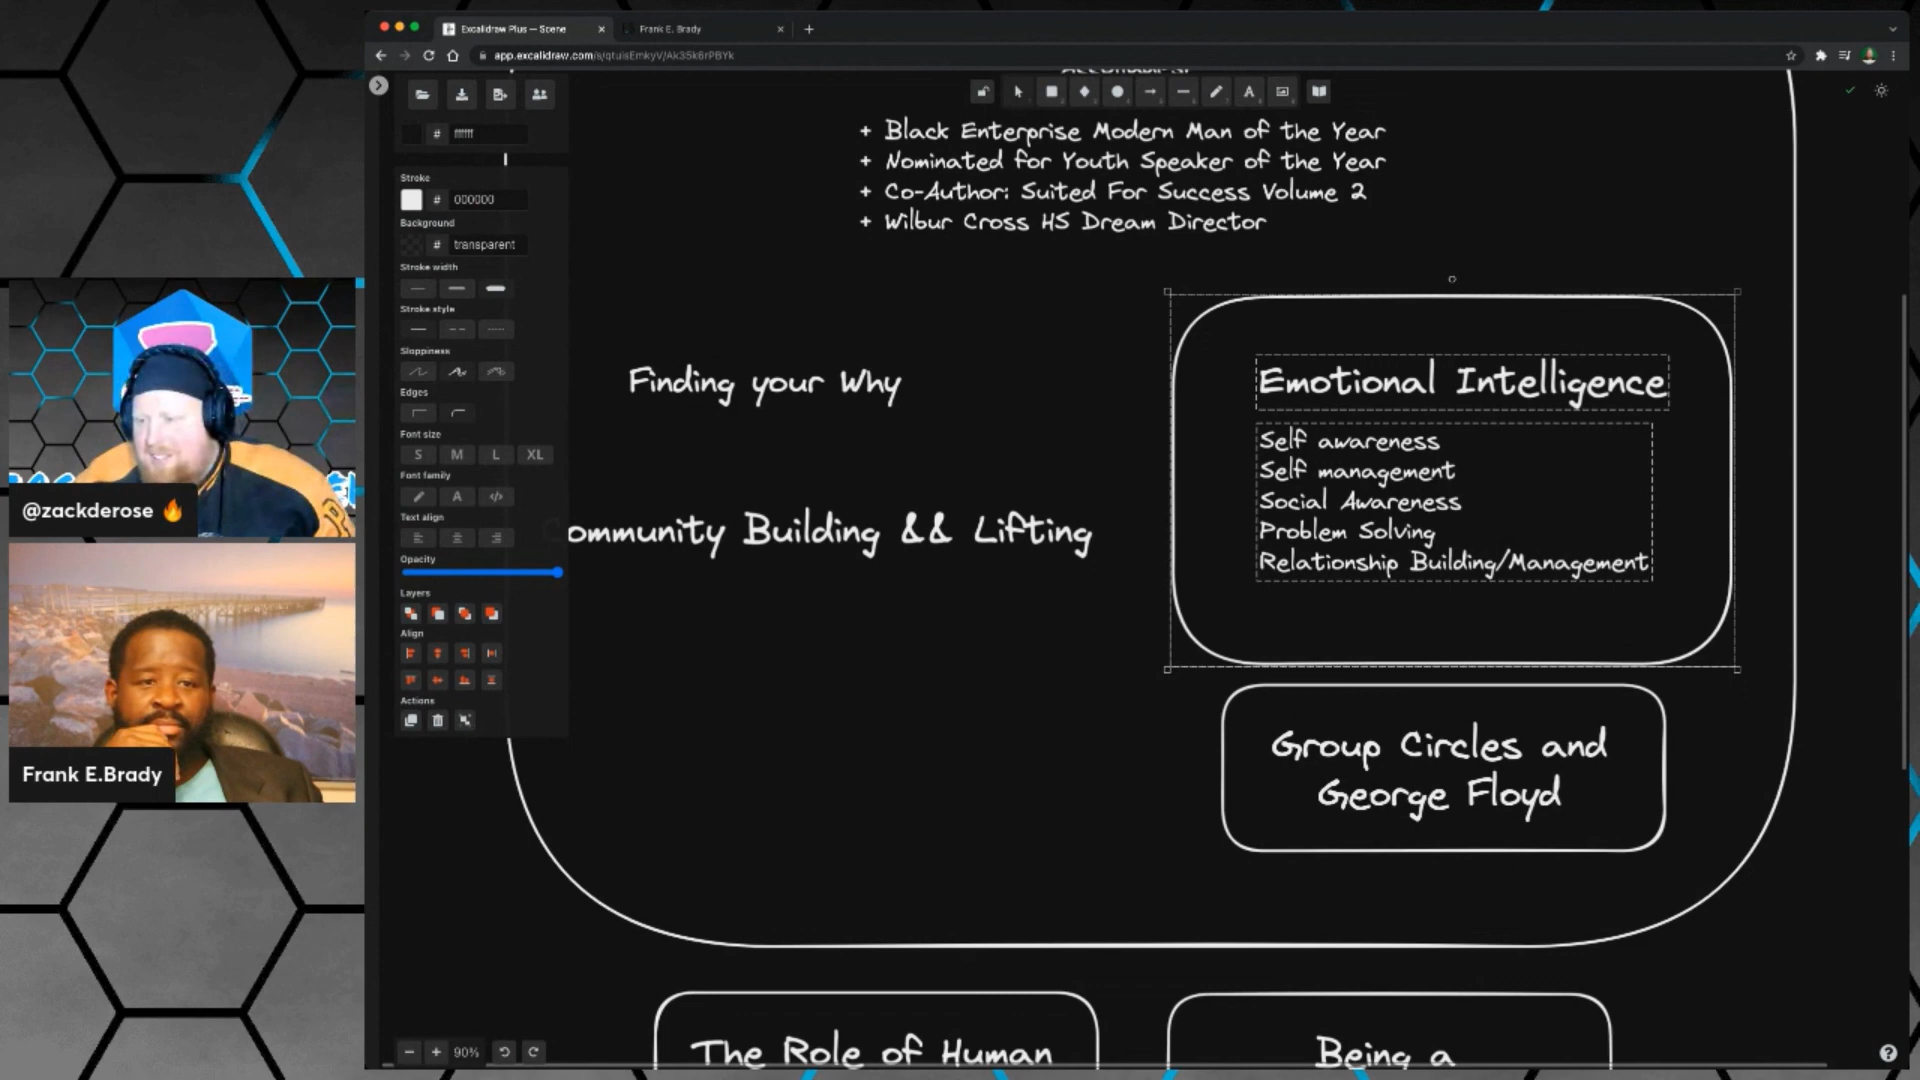 Excalidraw Plus — Scene
Frank E. Brady
app.excalidraw.com/s/qtuisEmkyV/Ak35k6rPBYk
# ffffff
Stroke
# 000000
Background
# transparent
Stroke width
Stroke style
Sloppiness
Edges
Font size
S M L XL
Font family
A
Text align
Opacity
Layers
Align
Actions
90%
+ Black Enterprise Modern Man of the Year
+ Nominated for Youth Speaker of the Year
+ Co-Author: Suited For Success Volume 2
+ Wilbur Cross HS Dream Director
Finding your Why
ommunity Building && Lifting
Emotional Intelligence
Self awareness
Self management
Social Awareness
Problem Solving
Relationship Building/Management
Group Circles and
George Floyd
The Role of Human
Being a
@zackderose 🔥
Frank E.Brady